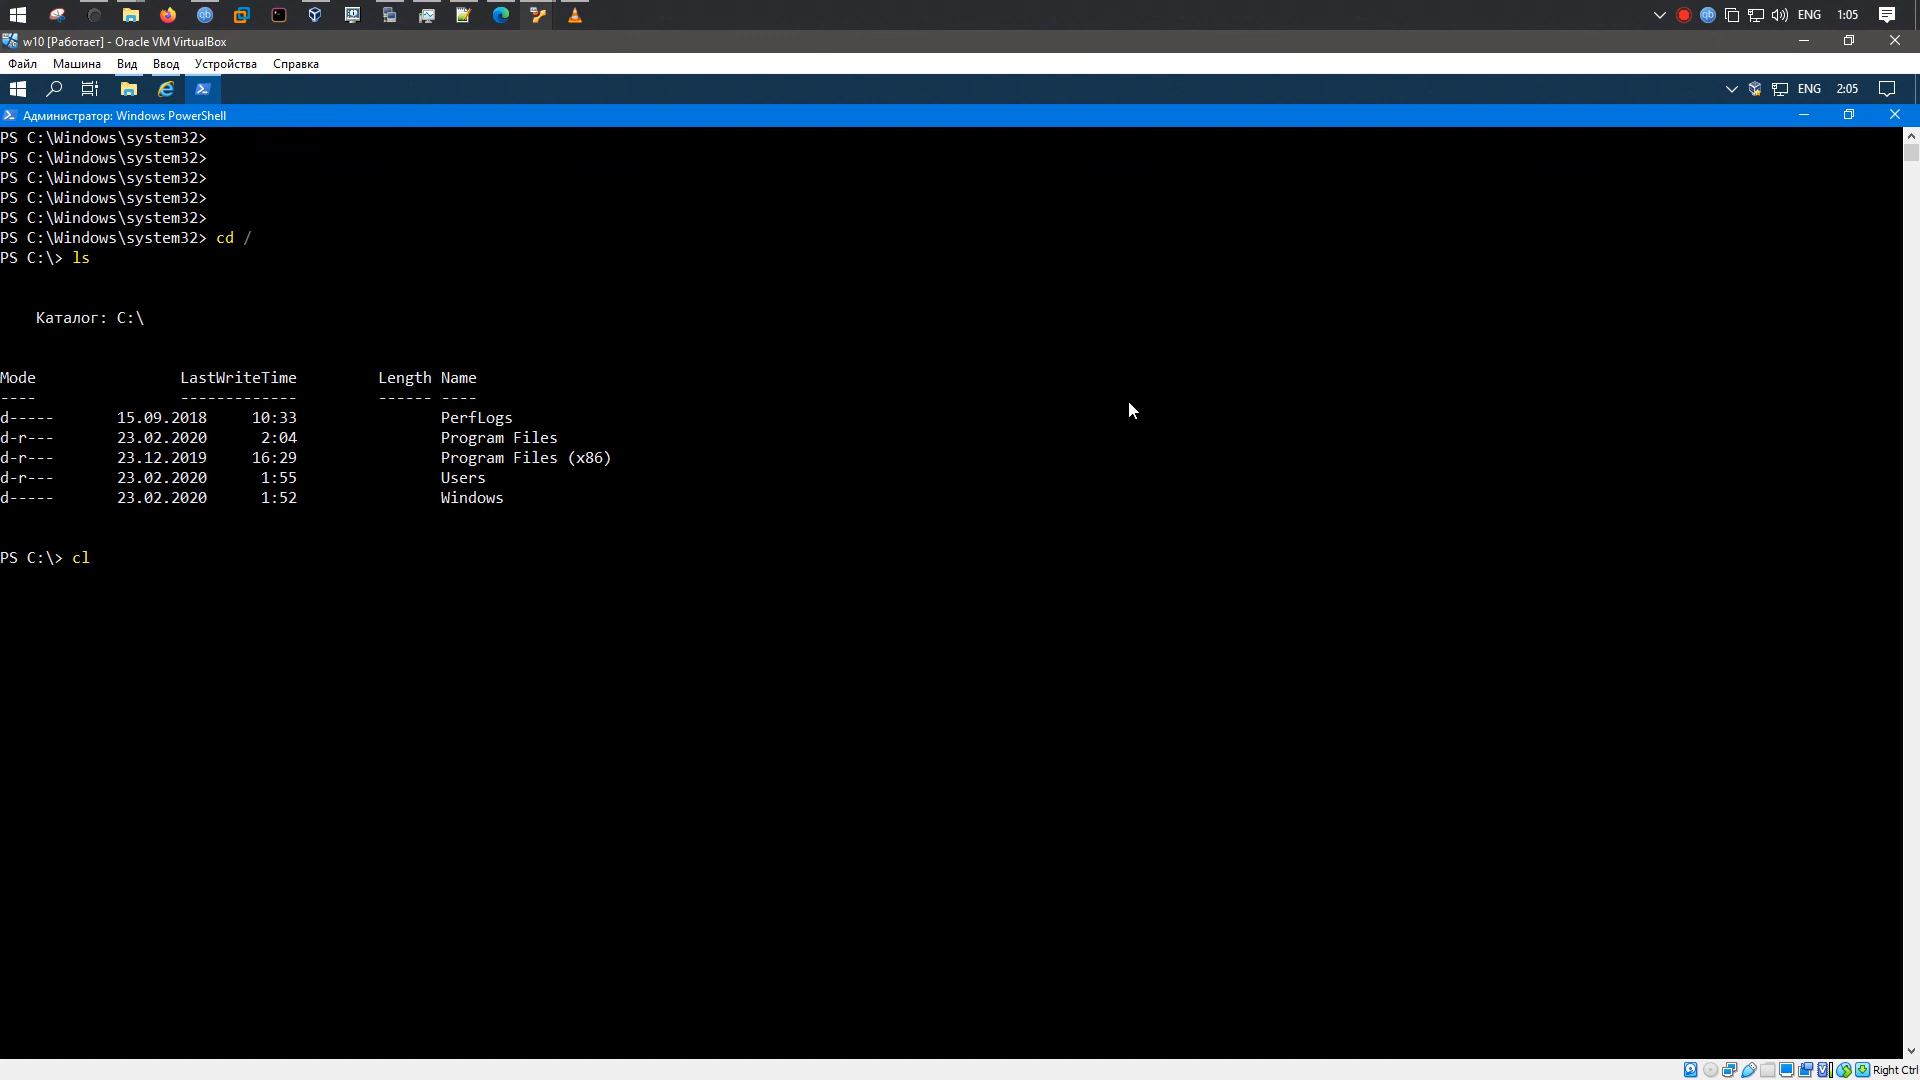 ENG 1:05
w10 [Работает] - Oracle VM VirtualBox
Файл Машина Вид Ввод Устройства Справка
ENG 2:05
Администратор: Windows PowerShell
PS C:\Windows\system32>
PS C:\Windows\system32>
PS C:\Windows\system32>
PS C:\Windows\system32>
PS C:\Windows\system32>
PS C:\Windows\system32> cd /
PS C:\> ls
Каталог: C:\
Mode LastWriteTime Length Name
---- ------------- ------ ----
d----- 15.09.2018 10:33 PerfLogs
d-r--- 23.02.2020 2:04 Program Files
d-r--- 23.12.2019 16:29 Program Files (x86)
d-r--- 23.02.2020 1:55 Users
d----- 23.02.2020 1:52 Windows
PS C:\> cl
Right Ctrl